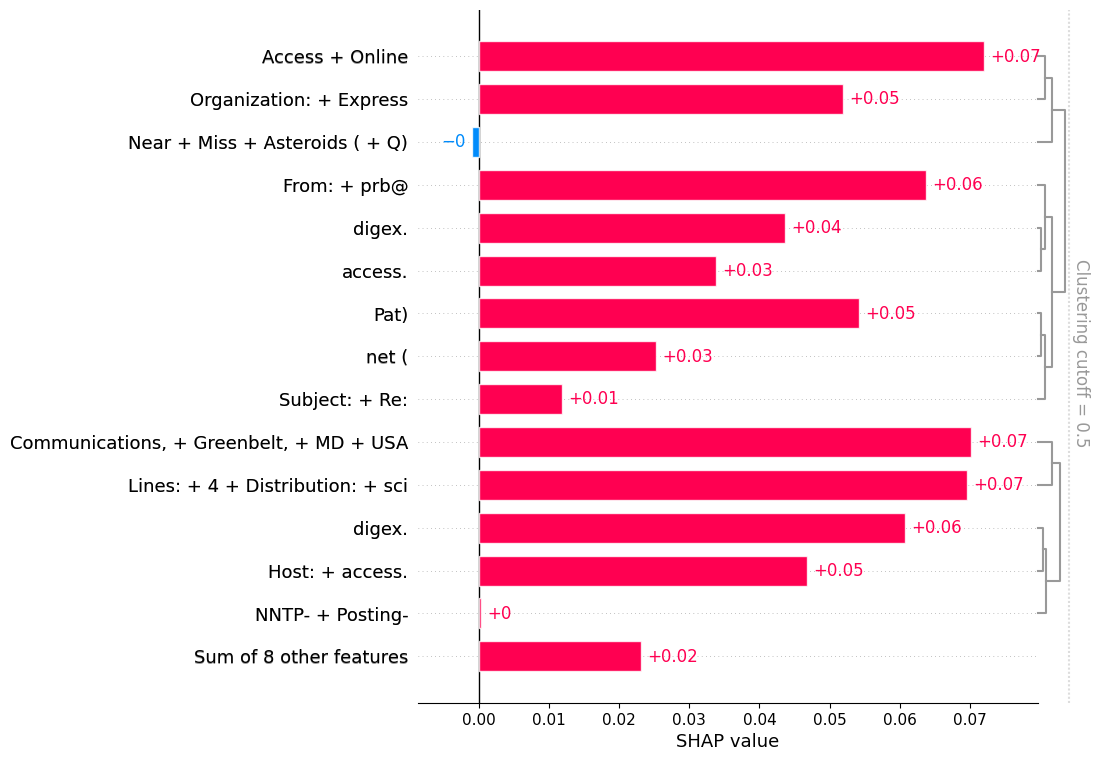 Access + Online +0.07
Organization: + Express +0.05
Near + Miss + Asteroids ( + Q) −0
From: + prb@ +0.06
digex. +0.04
access. +0.03
Pat) +0.05
net ( +0.03
Subject: + Re: +0.01
Communications, + Greenbelt, + MD + USA +0.07
Lines: + 4 + Distribution: + sci +0.07
digex. +0.06
Host: + access. +0.05
NNTP- + Posting- +0
Sum of 8 other features +0.02
Clustering cutoff = 0.5
0.00 0.01 0.02 0.03 0.04 0.05 0.06 0.07
SHAP value